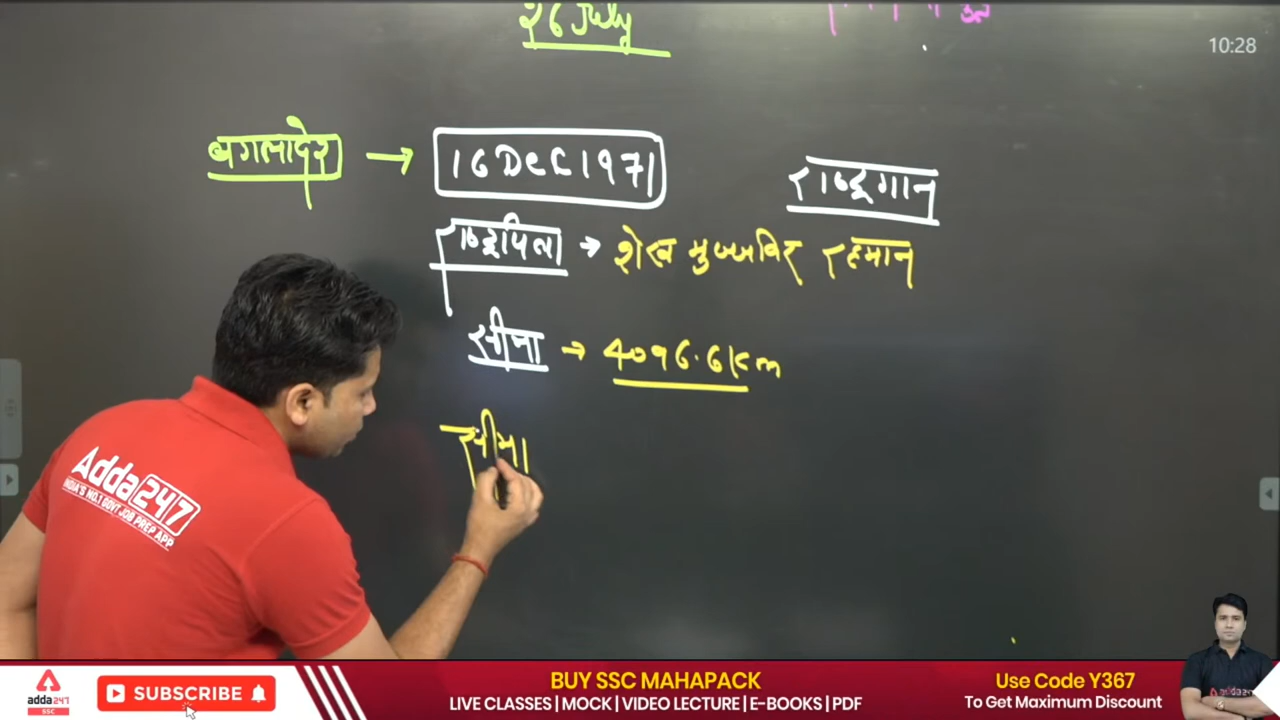 26 July
10:28
बंगलादेश → 16 Dec 1971
राष्ट्रगान
राष्ट्रपिता → शेख मुज्जबिर रहमान
सीमा → 4096.6 km
सीमा
Adda247
INDIA'S NO.1 GOVT JOB PREP APP
adda247
SSC
SUBSCRIBE
BUY SSC MAHAPACK
LIVE CLASSES | MOCK | VIDEO LECTURE | E-BOOKS | PDF
Use Code Y367
To Get Maximum Discount